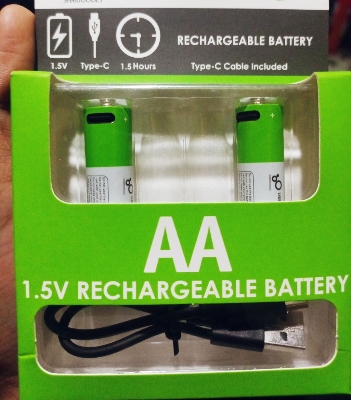 RECHARGEABLE BATTERY
1.5V Type-C 1.5 Hours Type-C Cable Included
AA
1.5V RECHARGEABLE BATTERY